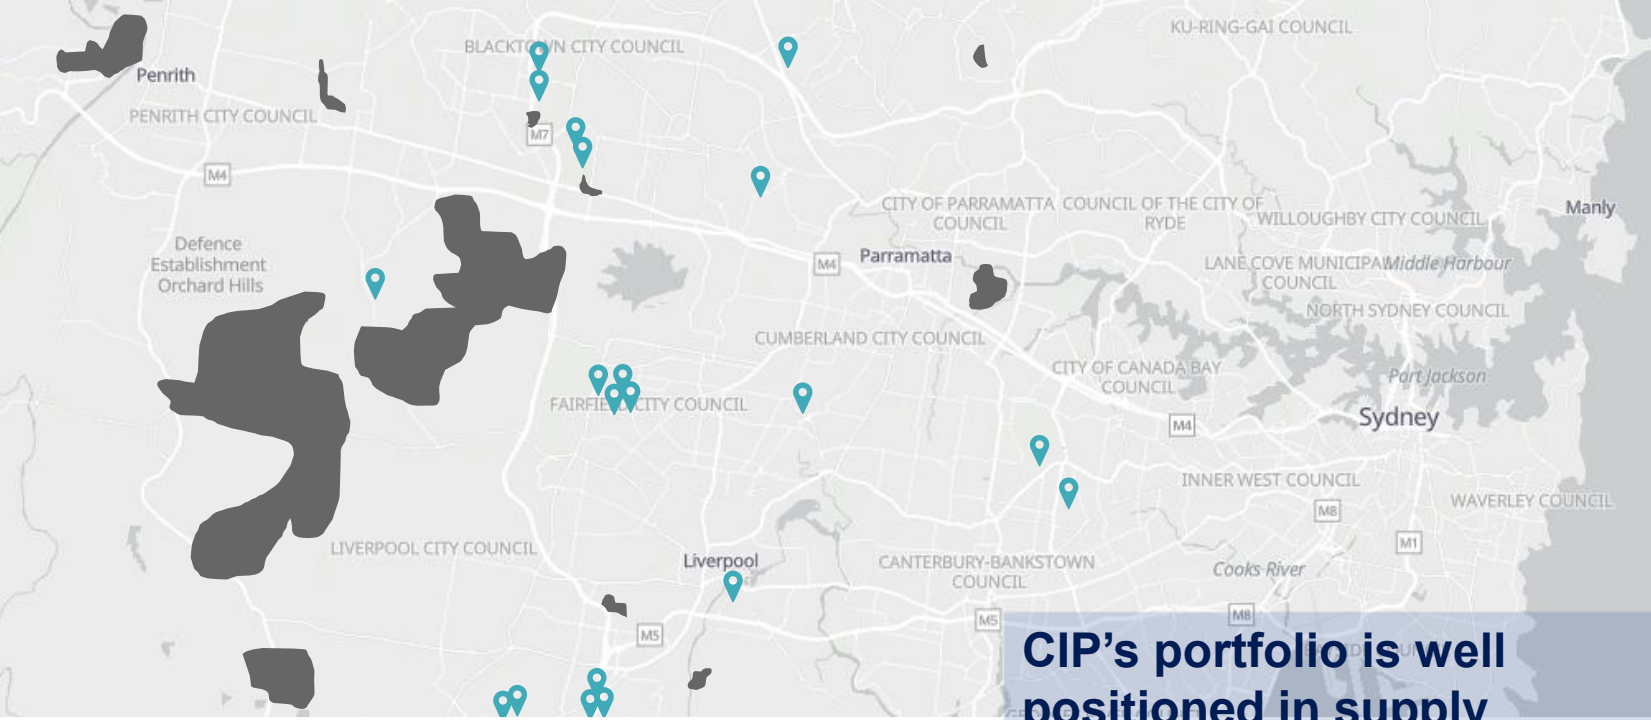 KU-RING-GAI COUNCIL
BLACKTOWN CITY COUNCIL
Penrith
PENRITH CITY COUNCIL
M7
M4
CITY OF PARRAMATTA
COUNCIL
COUNCIL OF THE CITY OF
RYDE
WILLOUGHBY CITY COUNCIL
Manly
Defence
Establishment
Orchard Hills
M4
Parramatta
LANE COVE MUNICIPA
COUNCIL
Middle Harbour
NORTH SYDNEY COUNCIL
CUMBERLAND CITY COUNCIL
CITY OF CANADA BAY
COUNCIL
Port Jackson
FAIRFIELD CITY COUNCIL
M4
Sydney
INNER WEST COUNCIL
WAVERLEY COUNCIL
M8
LIVERPOOL CITY COUNCIL
Liverpool
CANTERBURY-BANKSTOWN
COUNCIL
Cooks River
M1
M5
M5
M8
CIP’s portfolio is well
positioned in supply